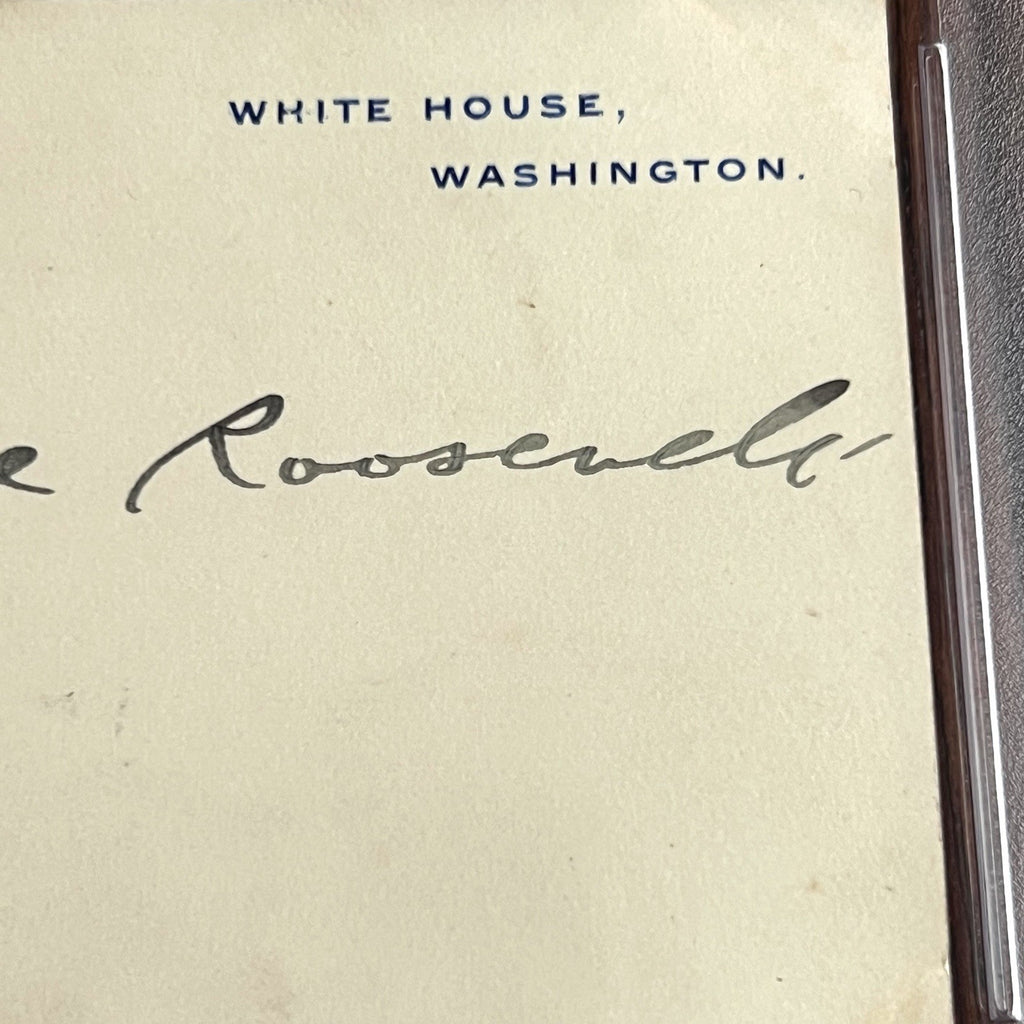 WHITE HOUSE,
WASHINGTON.
e Roosevelt